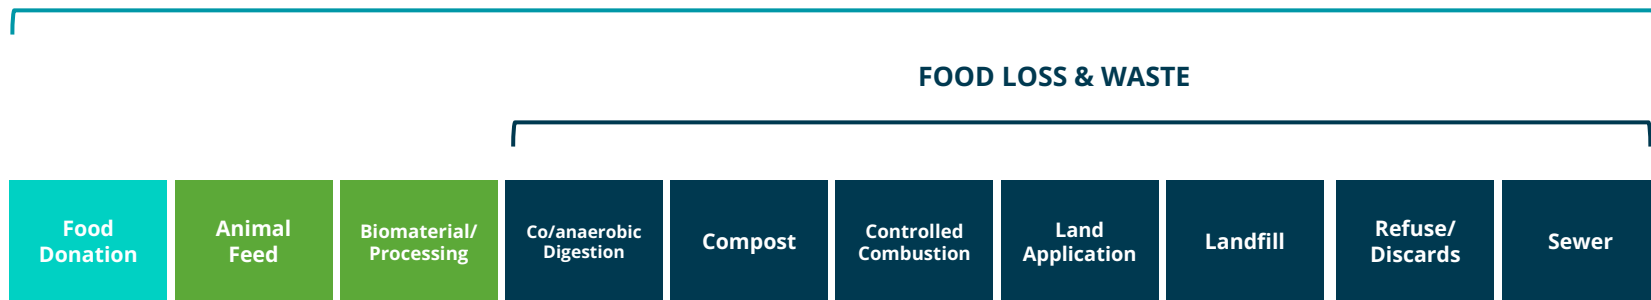 FOOD LOSS & WASTE
Food
Donation
Animal
Feed
Biomaterial/
Processing
Co/anaerobic
Digestion
Compost
Controlled
Combustion
Land
Application
Landfill
Refuse/
Discards
Sewer